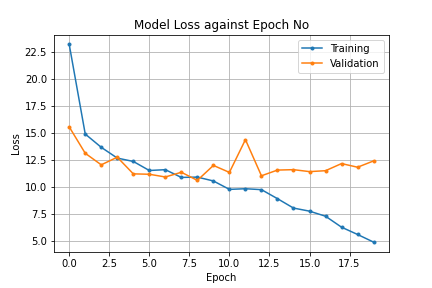 Model Loss against Epoch No
Training
Validation
Loss
22.5
20.0
17.5
15.0
12.5
10.0
7.5
5.0
0.0 2.5 5.0 7.5 10.0 12.5 15.0 17.5
Epoch